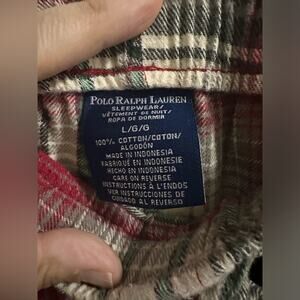 POLO RALPH LAUREN
SLEEPWEAR/
VÊTEMENT DE NUIT/
ROPA DE DORMIR
L/G/G
100% COTTON/COTON/
ALGODÓN
MADE IN INDONESIA
FABRIQUÉ EN INDONÉSIE
HECHO EN INDONESIA
CARE ON REVERSE
INSTRUCTIONS À L'ENDOS
VER INSTRUCCIONES DE
CUIDADO AL REVERSO